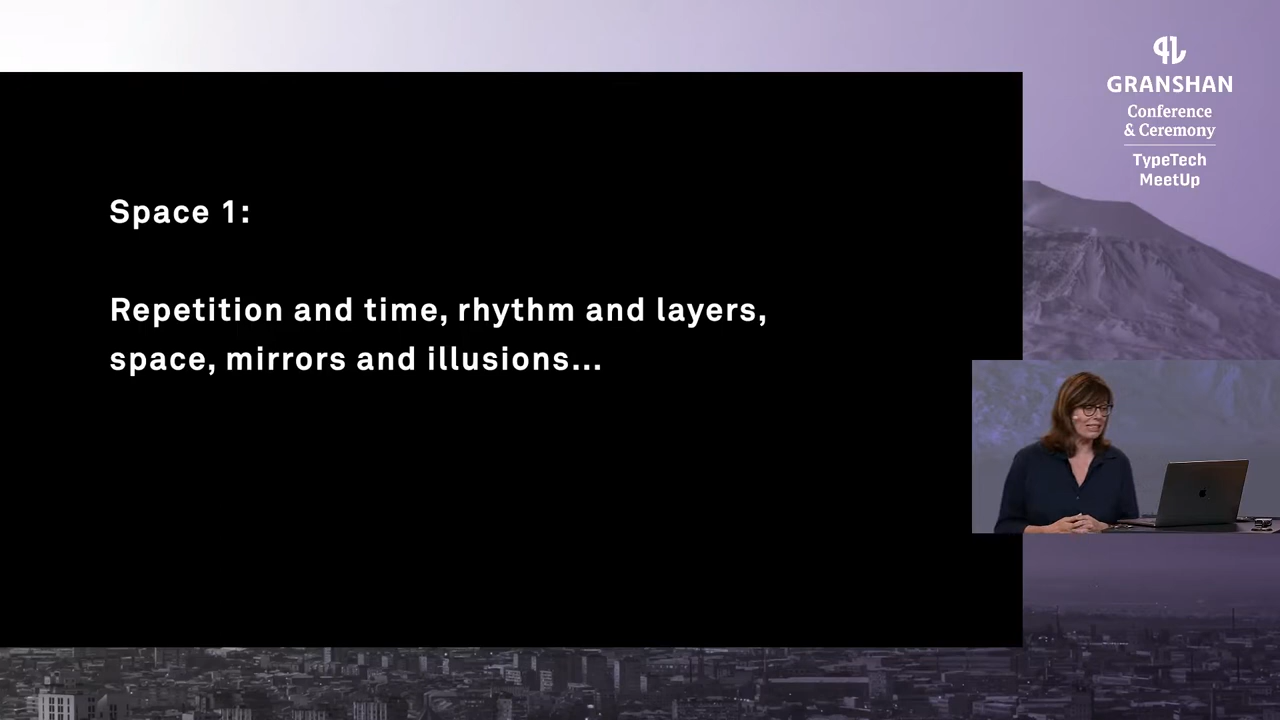 GRANSHAN
Conference
& Ceremony
TypeTech
MeetUp
Space 1:
Repetition and time, rhythm and layers,
space, mirrors and illusions...